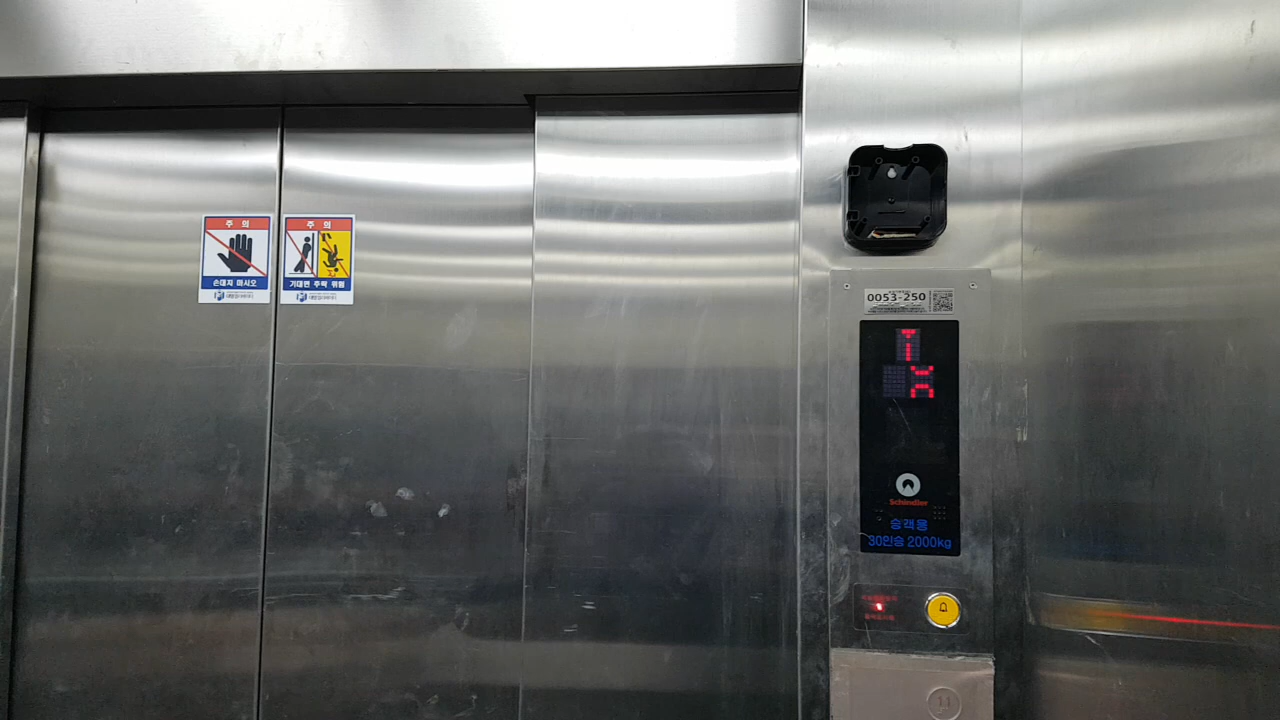 주 의
손대지 마시오
주 의
기대면 추락 위험
0053-250
Schindler
승객용
30인승 2000kg
11